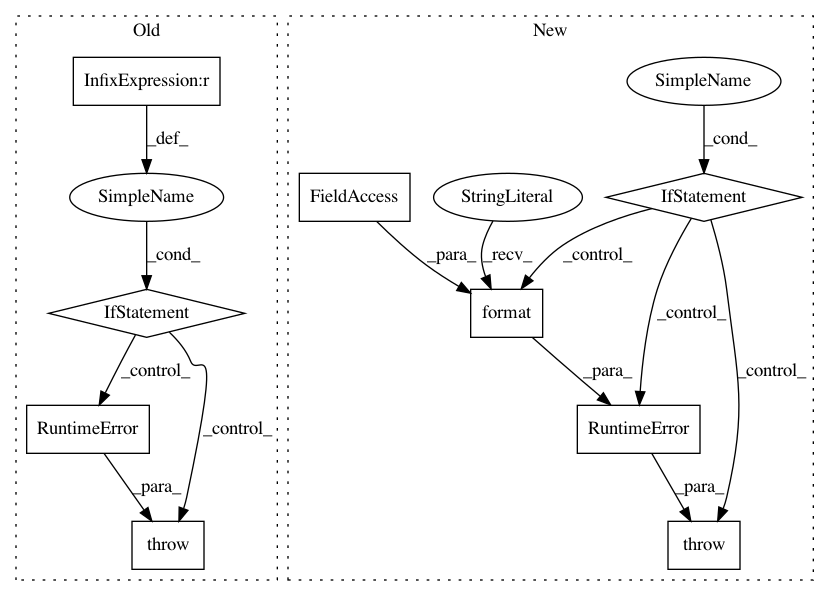 Old
New
InfixExpression:r
SimpleName
_def_
_cond_
SimpleName
FieldAccess
StringLiteral
IfStatement
_cond_
_para_
_recv_
_control_
IfStatement
format
_control_
_control_
_control_
_para_
_control_
RuntimeError
RuntimeError
_para_
_para_
throw
throw